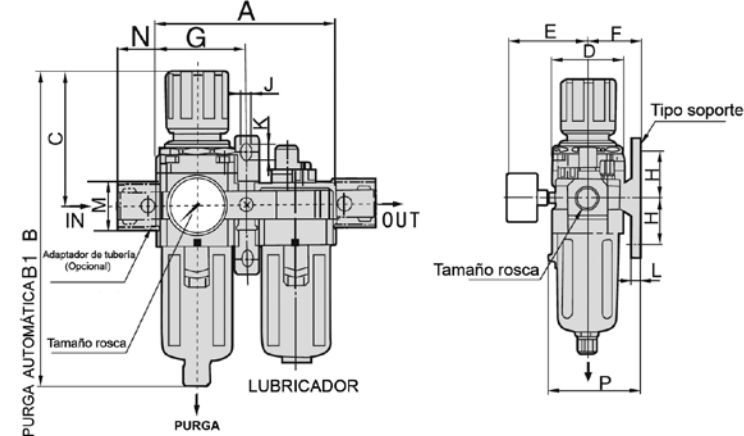 A
N
G
J
K
C
M
IN
OUT
Adaptador de tubería
(Opcional)
PURGA AUTOMÁTICA B1 B
Tamaño rosca
LUBRICADOR
PURGA
E
F
D
Tipo soporte
H
H
Tamaño rosca
L
P